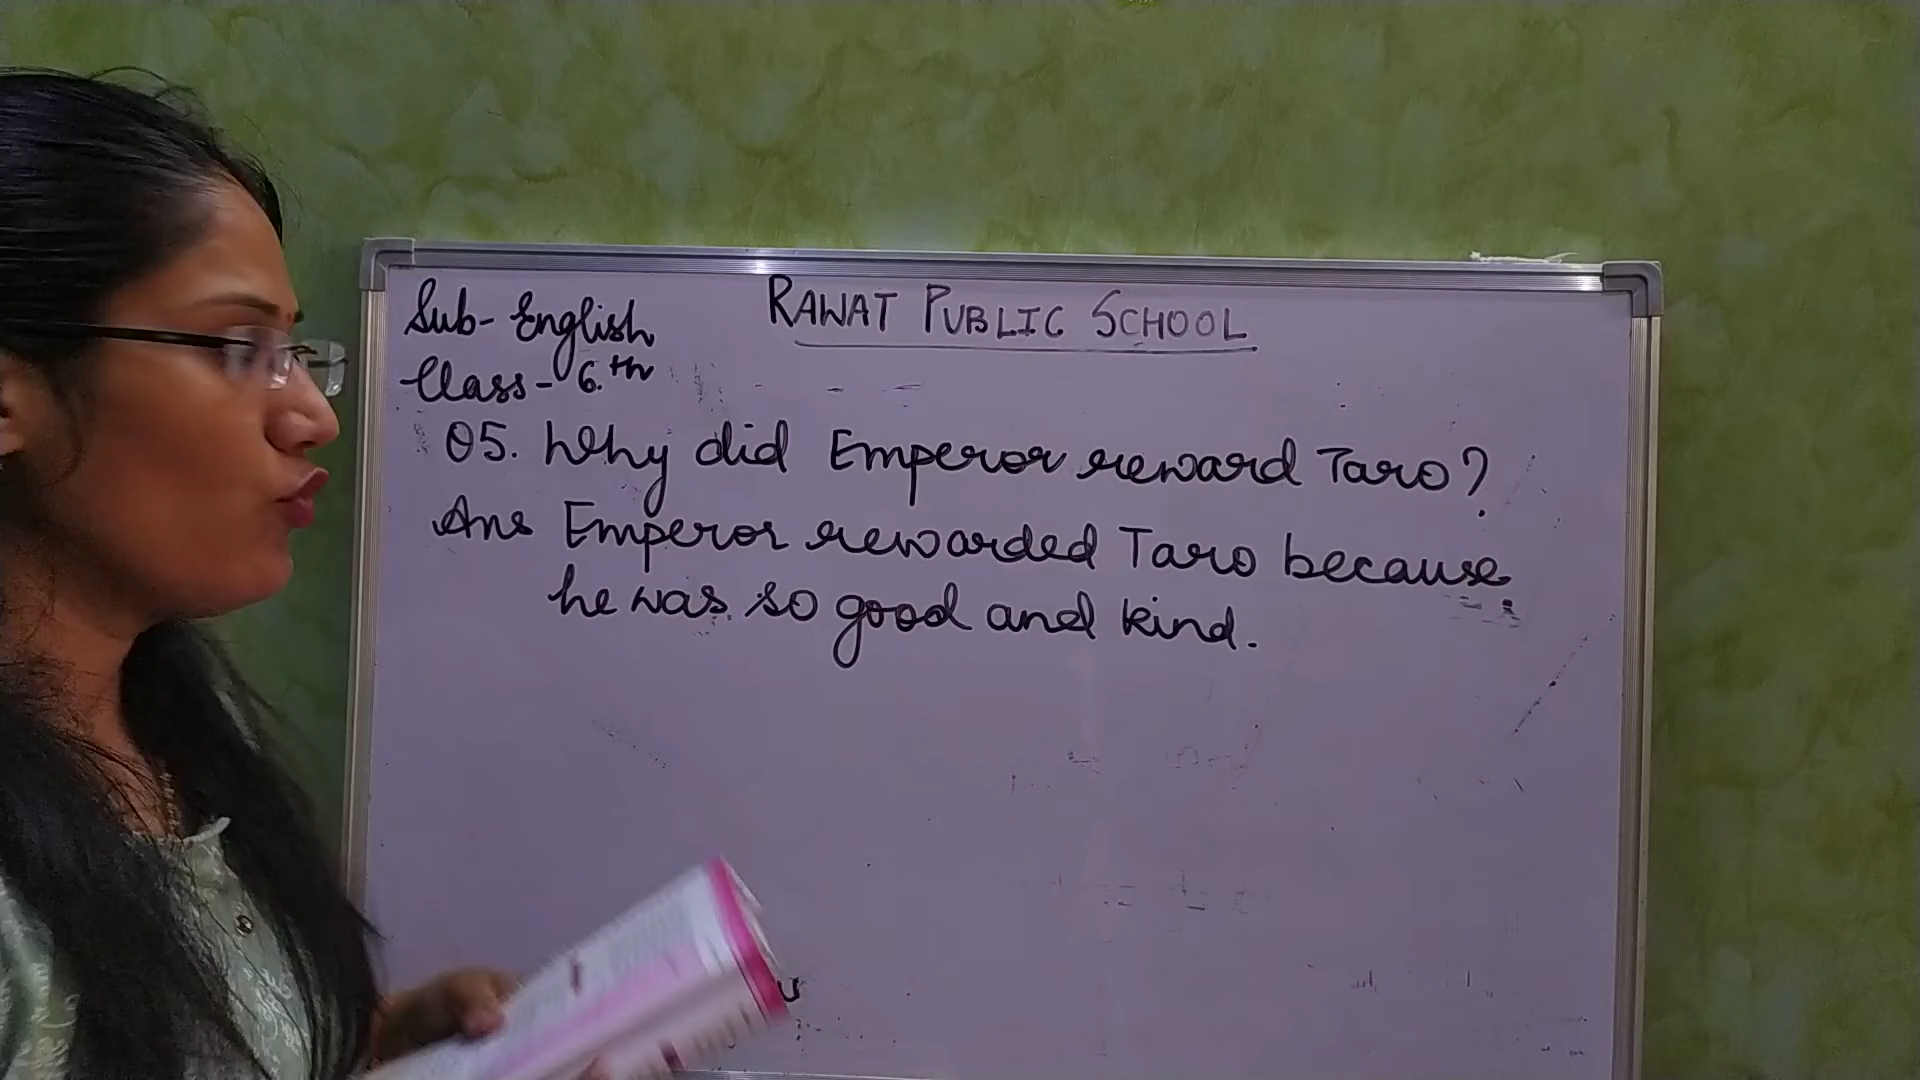 RAWAT PUBLIC SCHOOL
Sub- English
Class- 6.th
Q5. Why did Emperor reward Taro?
Ans Emperor rewarded Taro because
he was so good and kind.